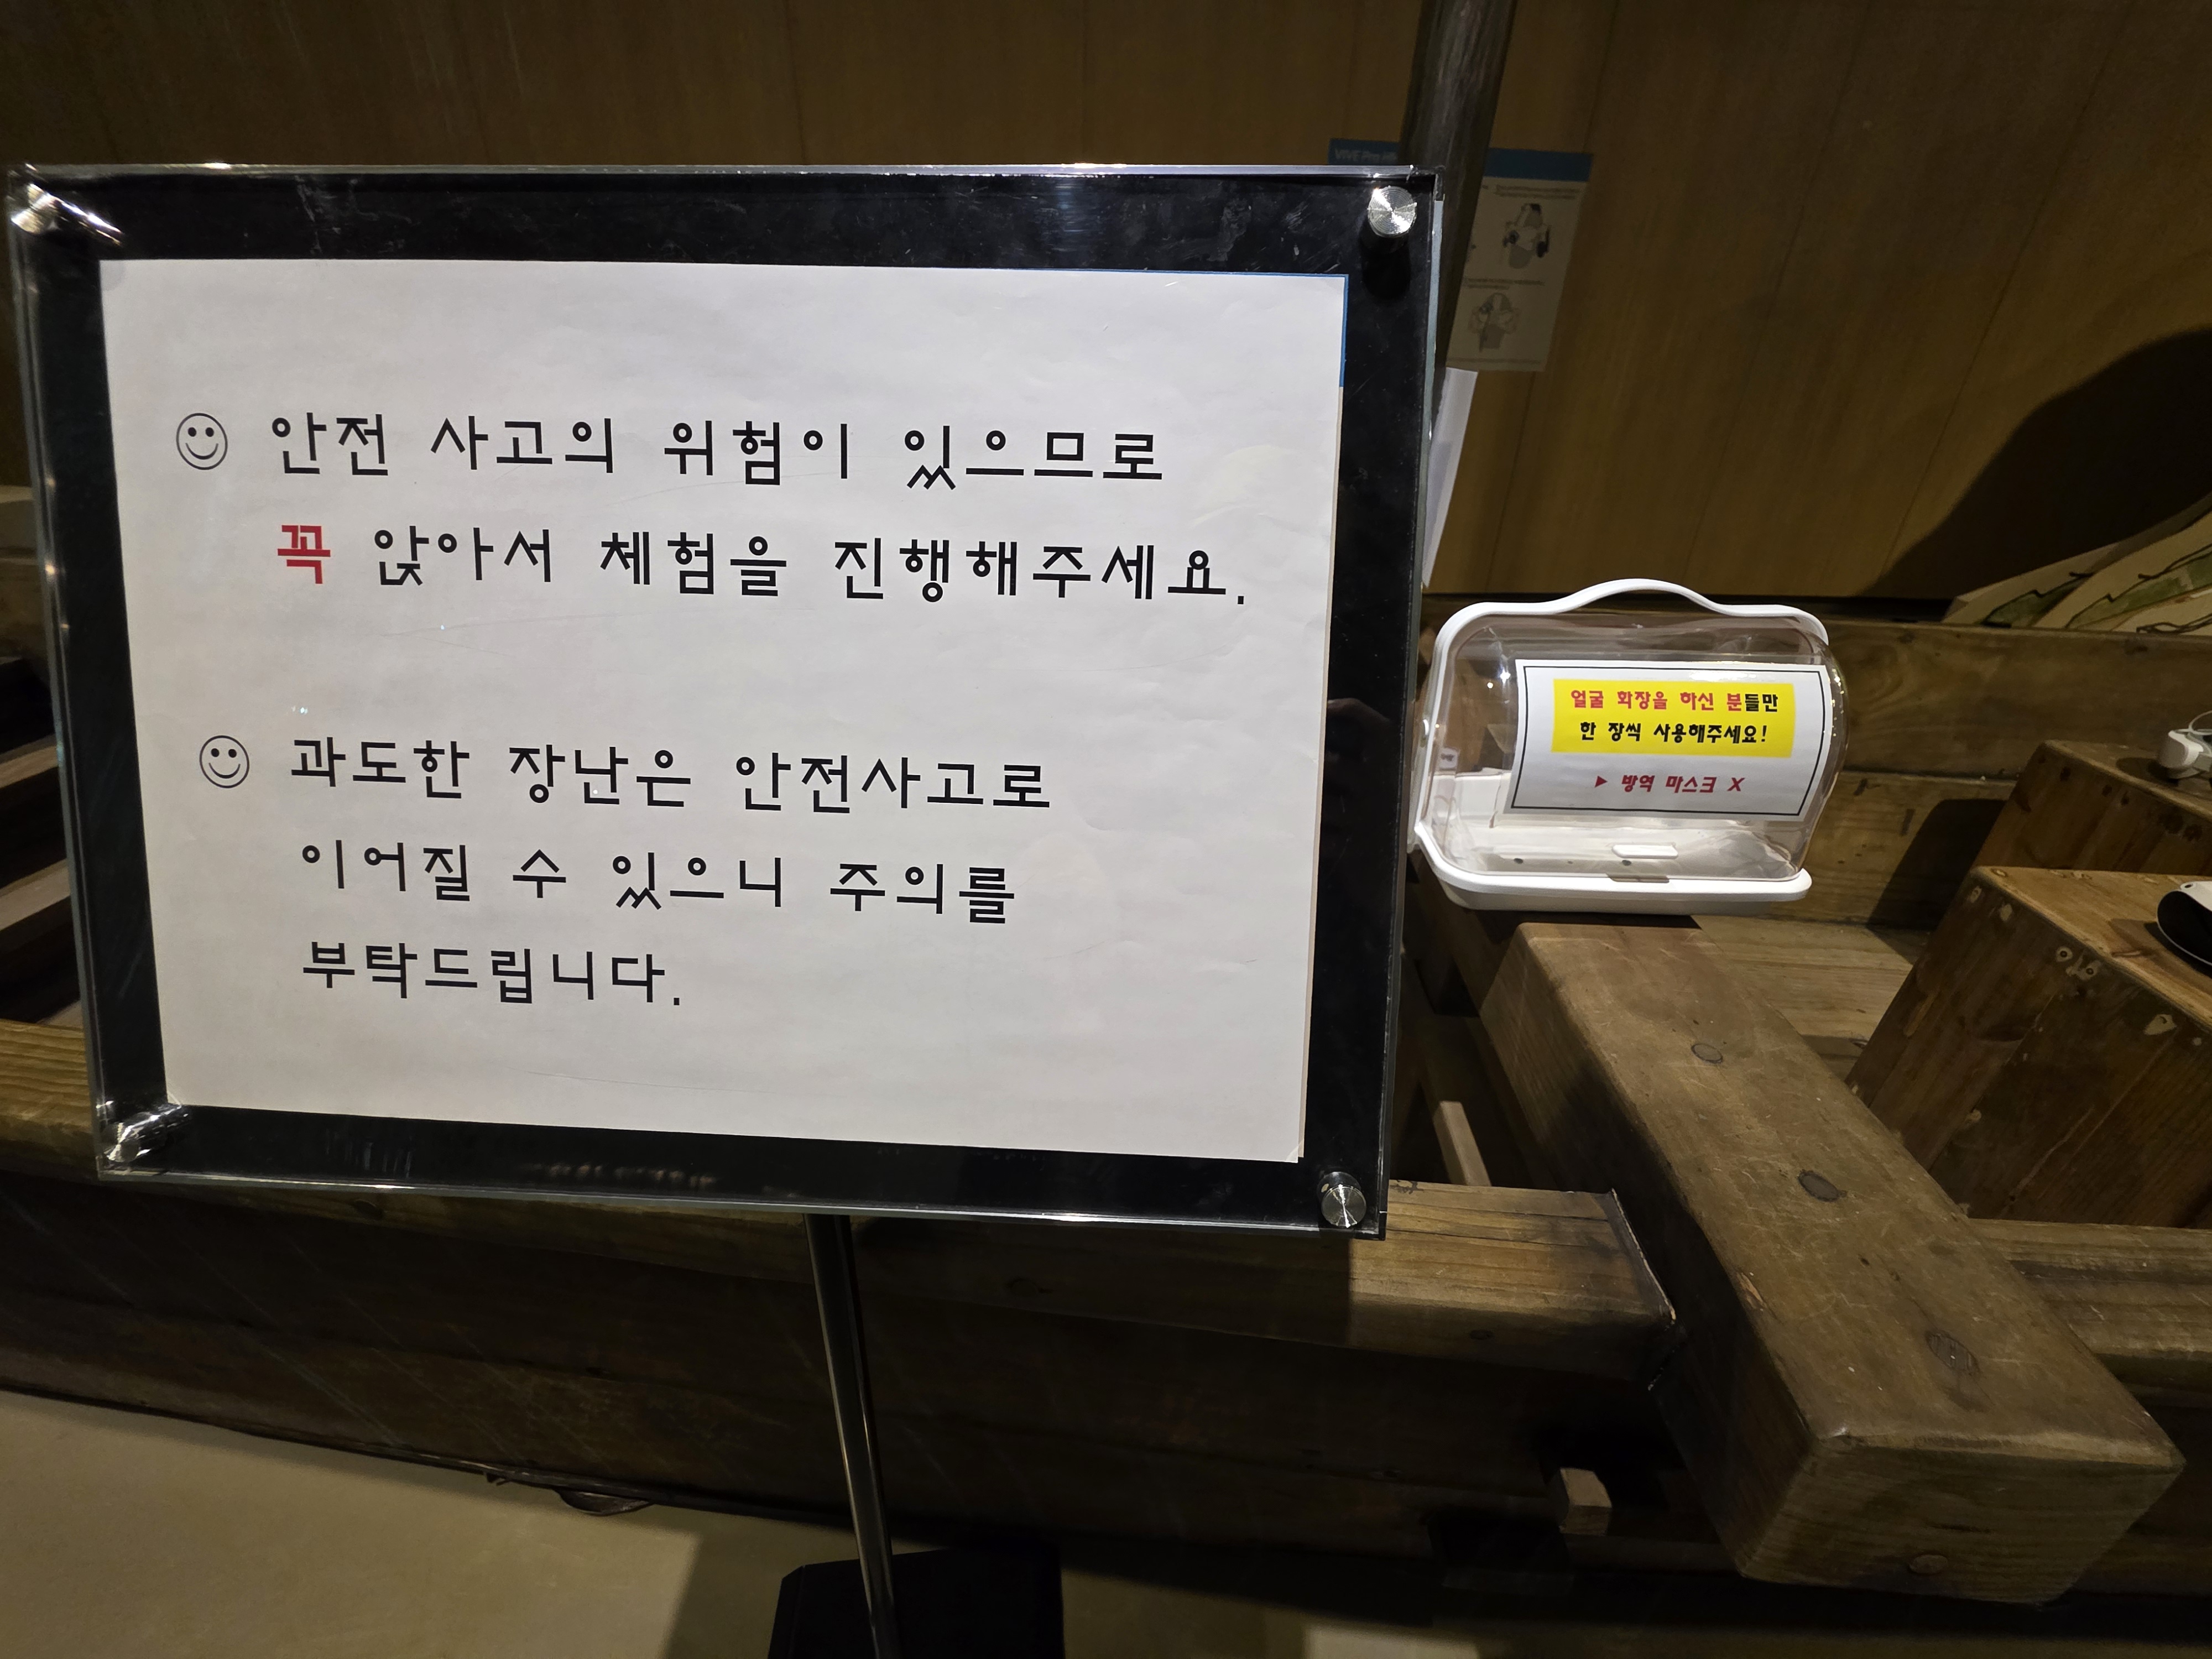 안전 사고의 위험이 있으므로
꼭 앉아서 체험을 진행해주세요.
과도한 장난은 안전사고로
이어질 수 있으니 주의를
부탁드립니다.
얼굴 화장을 하신 분들만
한 장씩 사용해주세요!
▶ 방역 마스크 X